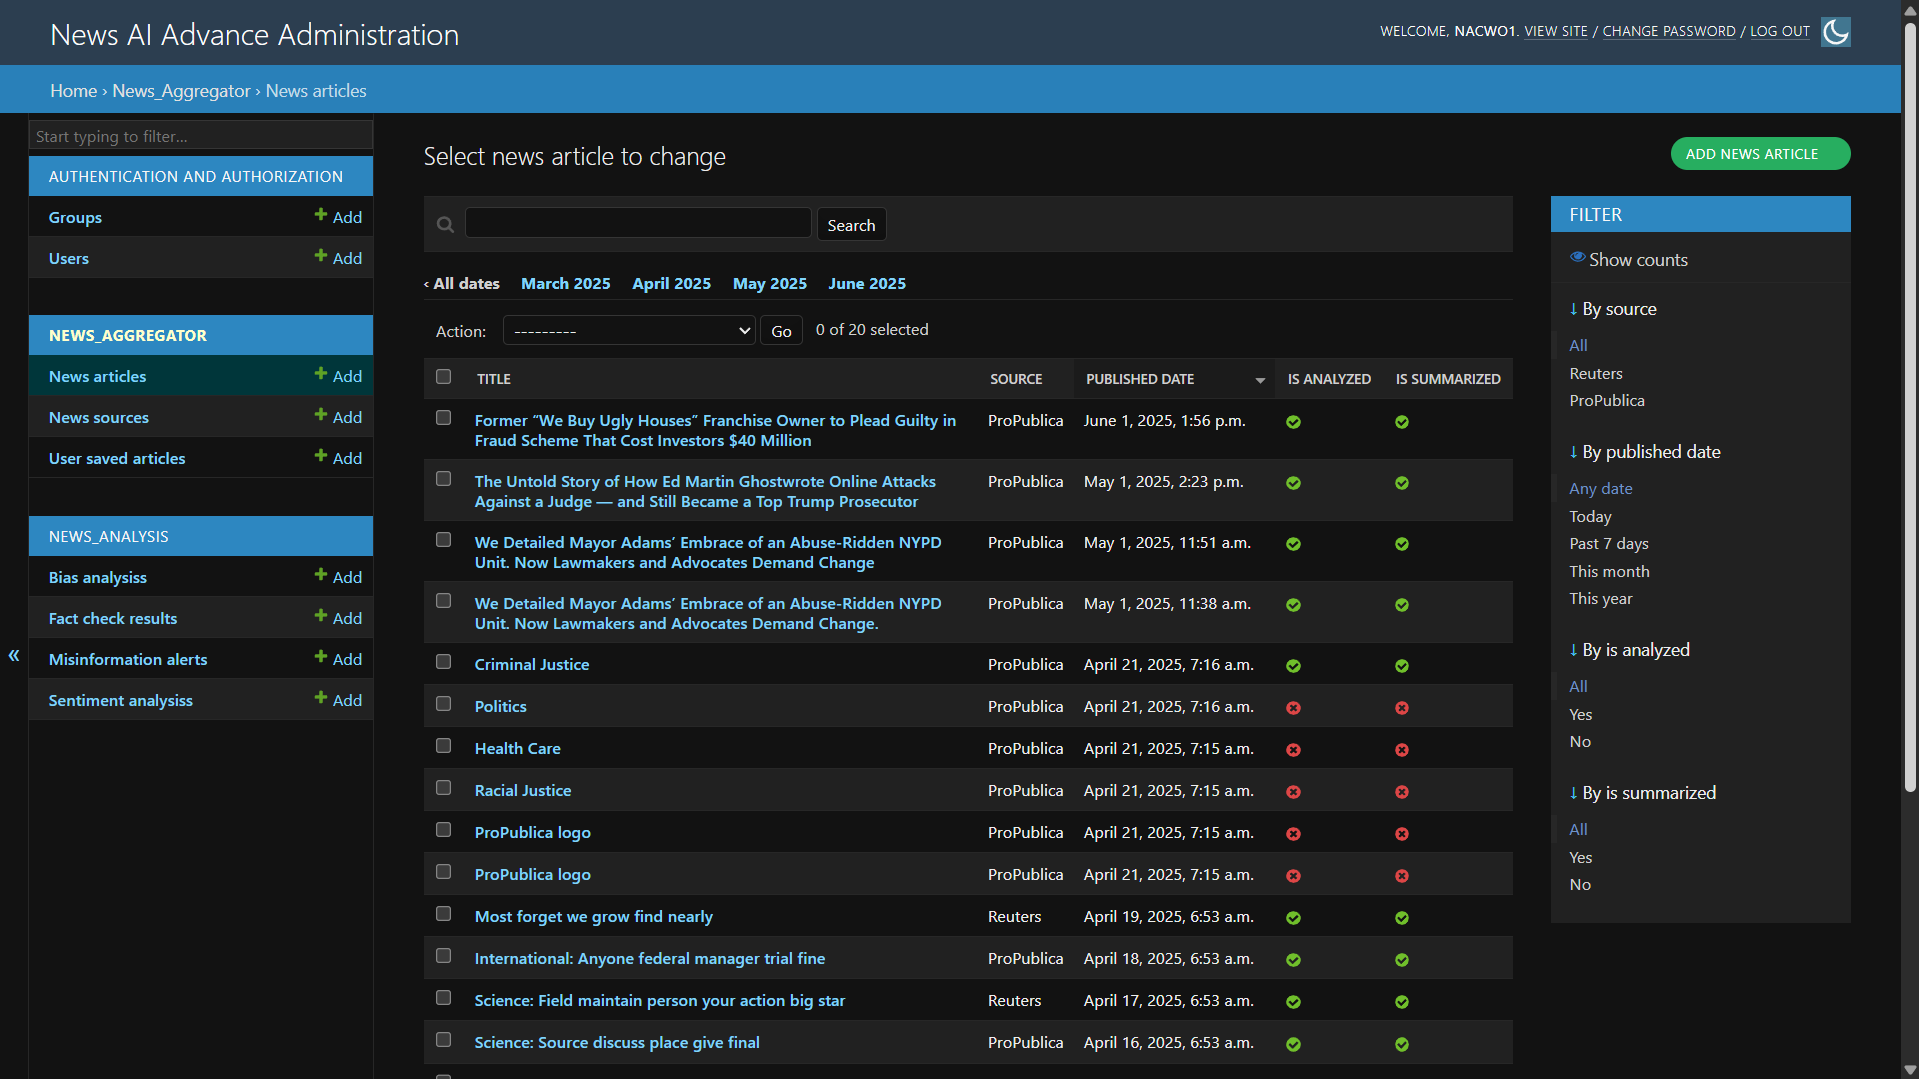 News AI Advance Administration
WELCOME, NACWO1. VIEW SITE / CHANGE PASSWORD / LOG OUT
Home › News_Aggregator › News articles
Start typing to filter...
AUTHENTICATION AND AUTHORIZATION
Groups Add
Users Add
NEWS_AGGREGATOR
News articles Add
News sources Add
User saved articles Add
NEWS_ANALYSIS
Bias analysiss Add
Fact check results Add
Misinformation alerts Add
Sentiment analysiss Add
«
Select news article to change
ADD NEWS ARTICLE
Search
‹ All dates March 2025 April 2025 May 2025 June 2025
Action: --------- Go 0 of 20 selected
TITLE SOURCE PUBLISHED DATE IS ANALYZED IS SUMMARIZED
Former “We Buy Ugly Houses” Franchise Owner to Plead Guilty in ProPublica June 1, 2025, 1:56 p.m.
Fraud Scheme That Cost Investors $40 Million
The Untold Story of How Ed Martin Ghostwrote Online Attacks ProPublica May 1, 2025, 2:23 p.m.
Against a Judge — and Still Became a Top Trump Prosecutor
We Detailed Mayor Adams’ Embrace of an Abuse-Ridden NYPD ProPublica May 1, 2025, 11:51 a.m.
Unit. Now Lawmakers and Advocates Demand Change
We Detailed Mayor Adams’ Embrace of an Abuse-Ridden NYPD ProPublica May 1, 2025, 11:38 a.m.
Unit. Now Lawmakers and Advocates Demand Change.
Criminal Justice ProPublica April 21, 2025, 7:16 a.m.
Politics ProPublica April 21, 2025, 7:16 a.m.
Health Care ProPublica April 21, 2025, 7:15 a.m.
Racial Justice ProPublica April 21, 2025, 7:15 a.m.
ProPublica logo ProPublica April 21, 2025, 7:15 a.m.
ProPublica logo ProPublica April 21, 2025, 7:15 a.m.
Most forget we grow find nearly Reuters April 19, 2025, 6:53 a.m.
International: Anyone federal manager trial fine ProPublica April 18, 2025, 6:53 a.m.
Science: Field maintain person your action big star Reuters April 17, 2025, 6:53 a.m.
Science: Source discuss place give final ProPublica April 16, 2025, 6:53 a.m.
FILTER
Show counts
↓ By source
All
Reuters
ProPublica
↓ By published date
Any date
Today
Past 7 days
This month
This year
↓ By is analyzed
All
Yes
No
↓ By is summarized
All
Yes
No